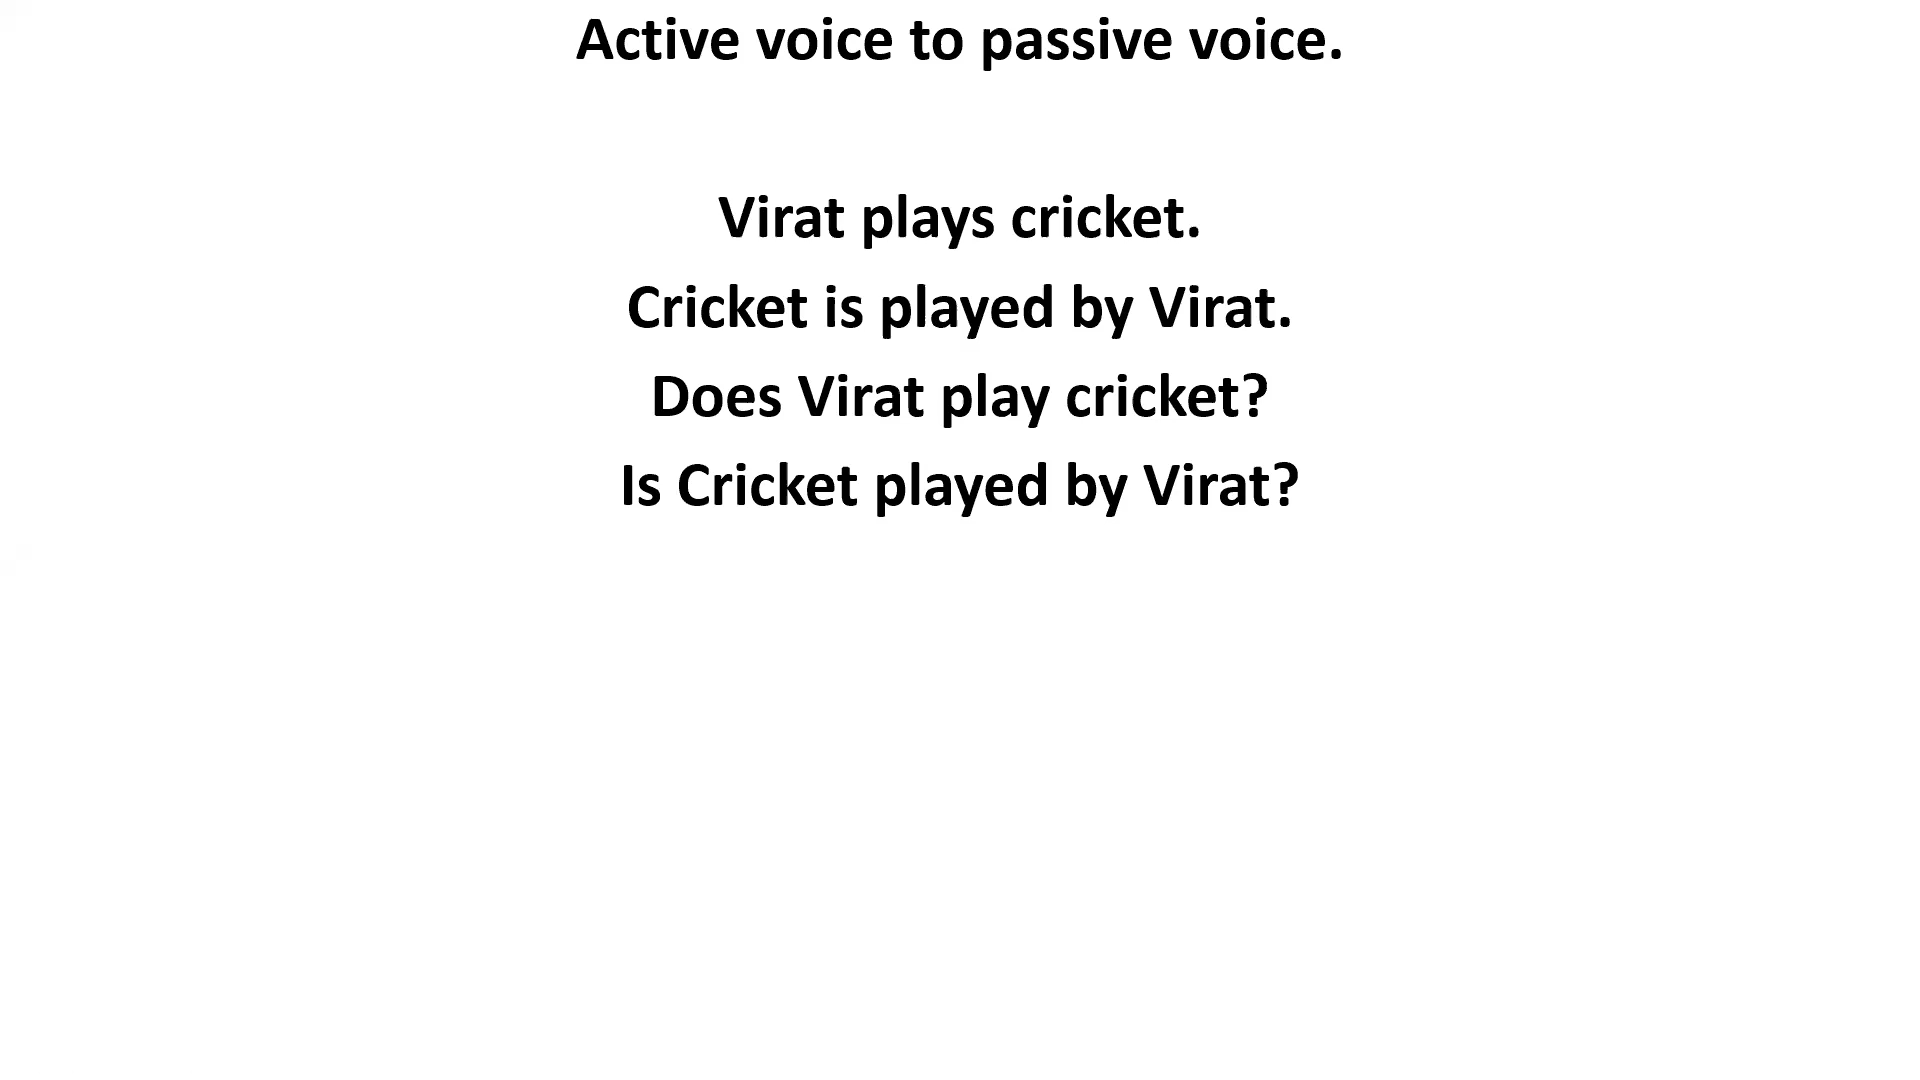 Active voice to passive voice.
Virat plays cricket.
Cricket is played by Virat.
Does Virat play cricket?
Is Cricket played by Virat?